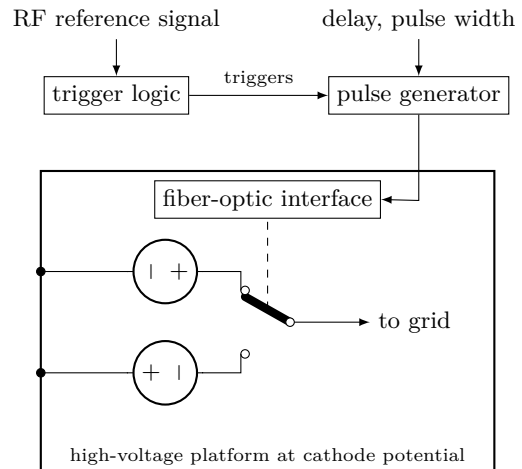 RF reference signal
delay, pulse width
trigger logic
triggers
pulse generator
fiber-optic interface
to grid
high-voltage platform at cathode potential